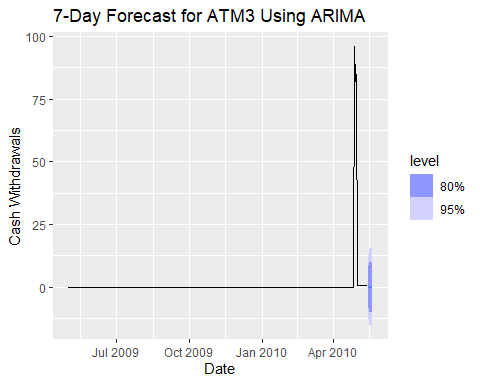 7-Day Forecast for ATM3 Using ARIMA
100
75
50
25
0
Cash Withdrawals
Jul 2009 Oct 2009 Jan 2010 Apr 2010
Date
level
80%
95%